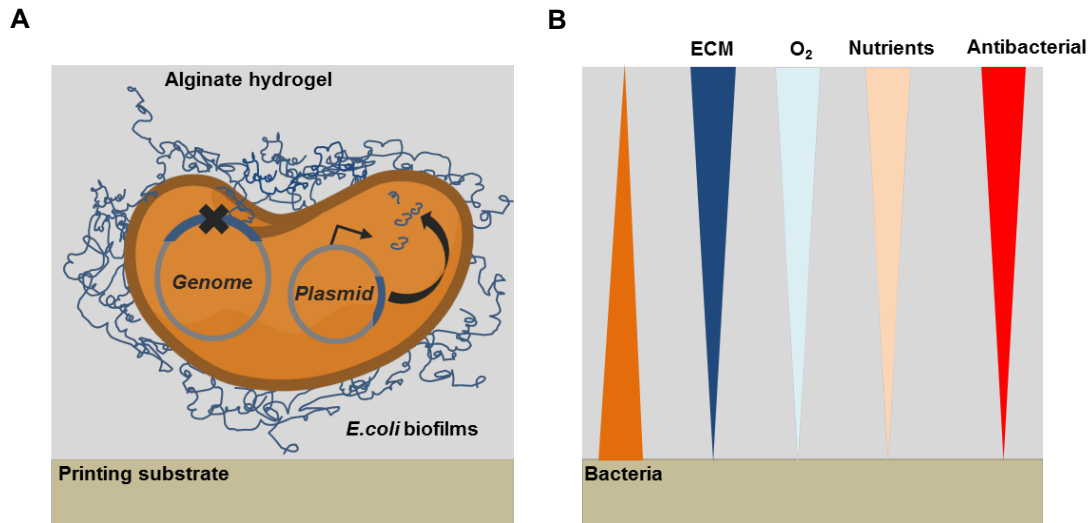 A
Alginate hydrogel
Genome
Plasmid
E.coli biofilms
Printing substrate
B
ECM
O₂
Nutrients
Antibacterial
Bacteria